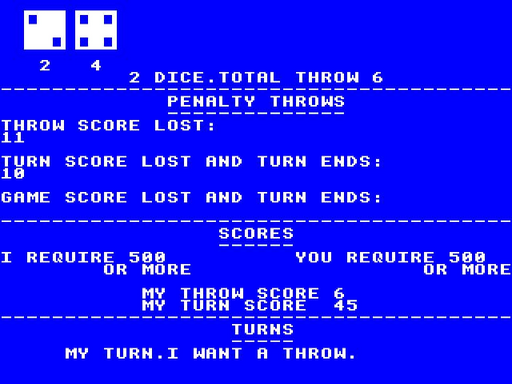 2 4
2 DICE.TOTAL THROW 6
PENALTY THROWS
THROW SCORE LOST:
11
TURN SCORE LOST AND TURN ENDS:
10
GAME SCORE LOST AND TURN ENDS:
SCORES
I REQUIRE 500 YOU REQUIRE 500
OR MORE OR MORE
MY THROW SCORE 6
MY TURN SCORE 45
TURNS
MY TURN.I WANT A THROW.